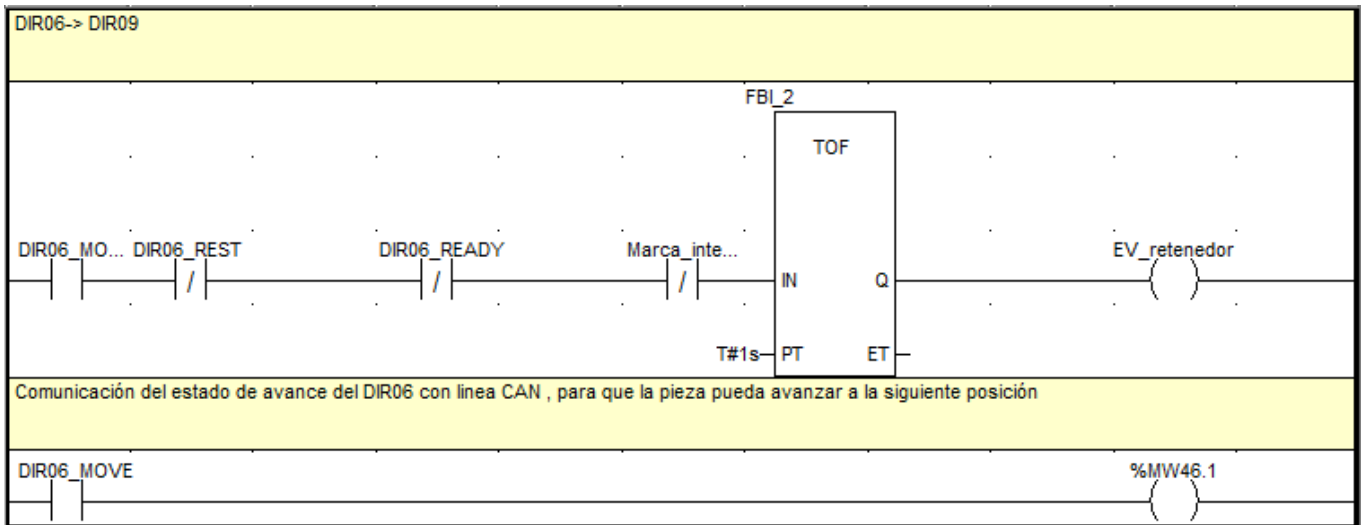 DIR06-> DIR09
FBI_2
TOF
DIR06_MO... DIR06_REST DIR06_READY Marca_inte... EV_retenedor
/ / / IN Q
T#1s PT ET
Comunicación del estado de avance del DIR06 con linea CAN , para que la pieza pueda avanzar a la siguiente posición
DIR06_MOVE %MW46.1